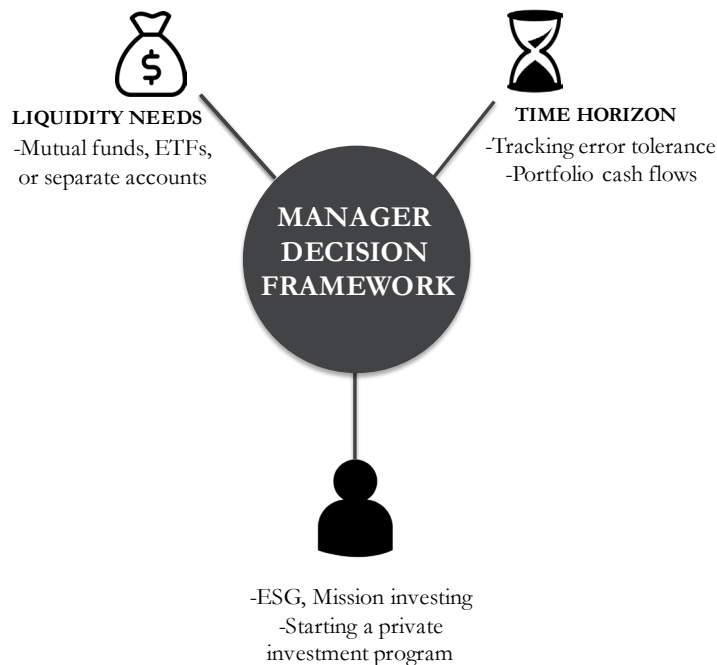 $
LIQUIDITY NEEDS
-Mutual funds, ETFs,
or separate accounts
TIME HORIZON
-Tracking error tolerance
-Portfolio cash flows
MANAGER
DECISION
FRAMEWORK
-ESG, Mission investing
-Starting a private
investment program